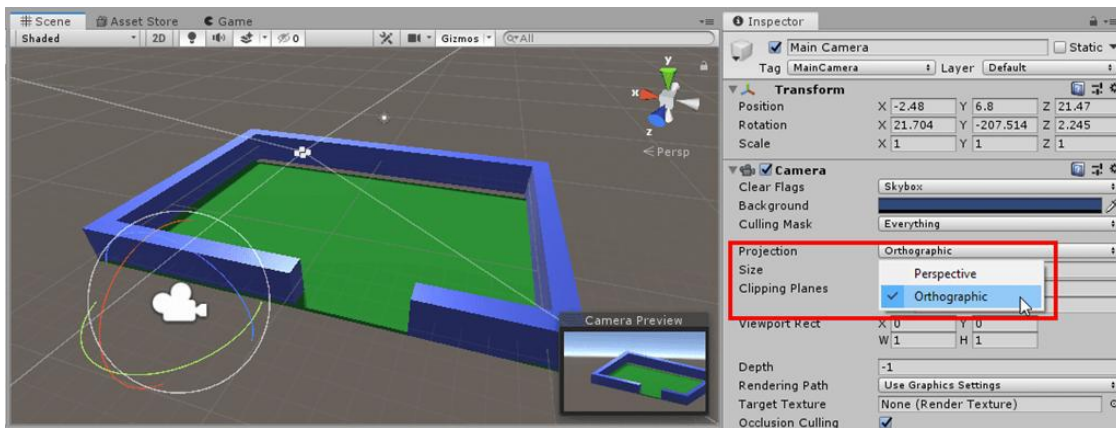 Scene Asset Store Game
Shaded 2D 0 Gizmos All
y
x
z
Persp
Camera Preview
Inspector
Main Camera Static
Tag MainCamera Layer Default
Transform
Position X -2.48 Y 6.8 Z 21.47
Rotation X 21.704 Y -207.514 Z 2.245
Scale X 1 Y 1 Z 1
Camera
Clear Flags Skybox
Background
Culling Mask Everything
Projection Orthographic
Size
Perspective
Clipping Planes
Orthographic
Viewport Rect X 0 Y 0
W 1 H 1
Depth -1
Rendering Path Use Graphics Settings
Target Texture None (Render Texture)
Occlusion Culling